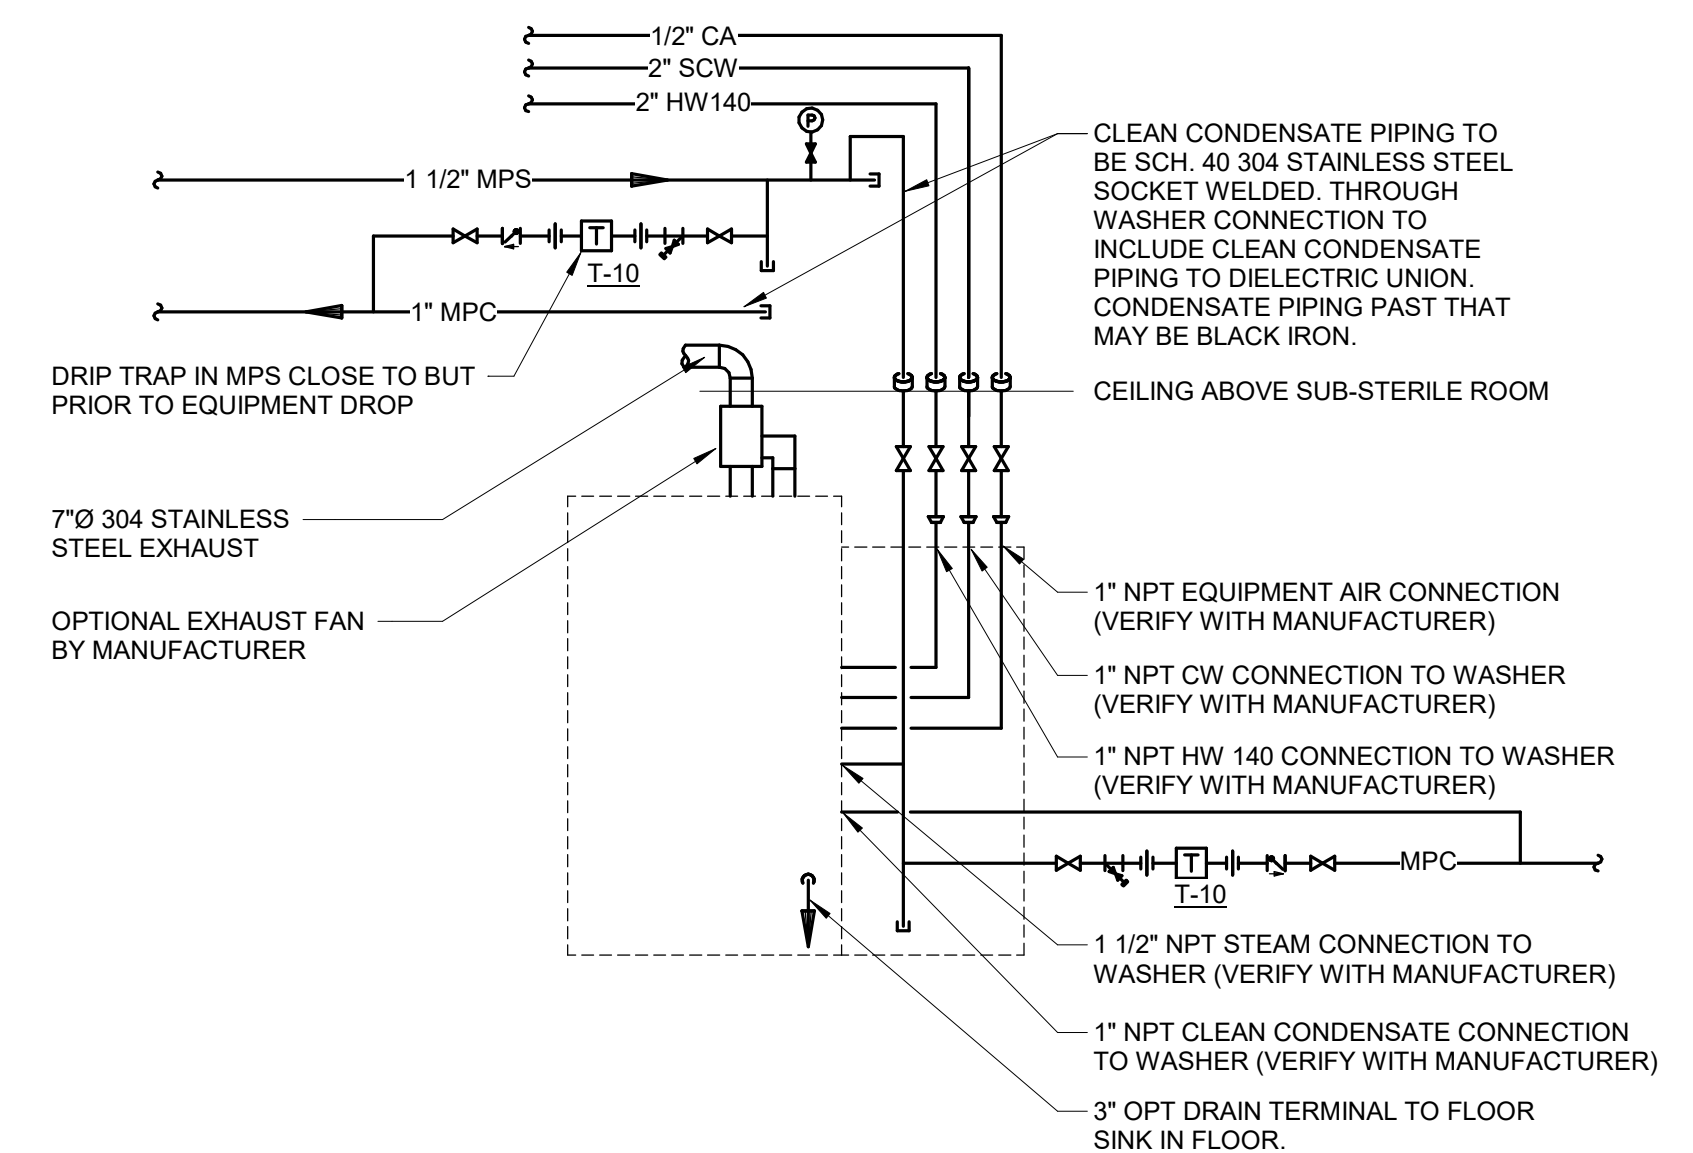 1/2" CA
2" SCW
2" HW140
P
1 1/2" MPS
T
T-10
1" MPC
CLEAN CONDENSATE PIPING TO
BE SCH. 40 304 STAINLESS STEEL
SOCKET WELDED. THROUGH
WASHER CONNECTION TO
INCLUDE CLEAN CONDENSATE
PIPING TO DIELECTRIC UNION.
CONDENSATE PIPING PAST THAT
MAY BE BLACK IRON.
DRIP TRAP IN MPS CLOSE TO BUT
PRIOR TO EQUIPMENT DROP
CEILING ABOVE SUB-STERILE ROOM
7"Ø 304 STAINLESS
STEEL EXHAUST
OPTIONAL EXHAUST FAN
BY MANUFACTURER
1" NPT EQUIPMENT AIR CONNECTION
(VERIFY WITH MANUFACTURER)
1" NPT CW CONNECTION TO WASHER
(VERIFY WITH MANUFACTURER)
1" NPT HW 140 CONNECTION TO WASHER
(VERIFY WITH MANUFACTURER)
T
MPC
T-10
1 1/2" NPT STEAM CONNECTION TO
WASHER (VERIFY WITH MANUFACTURER)
1" NPT CLEAN CONDENSATE CONNECTION
TO WASHER (VERIFY WITH MANUFACTURER)
3" OPT DRAIN TERMINAL TO FLOOR
SINK IN FLOOR.